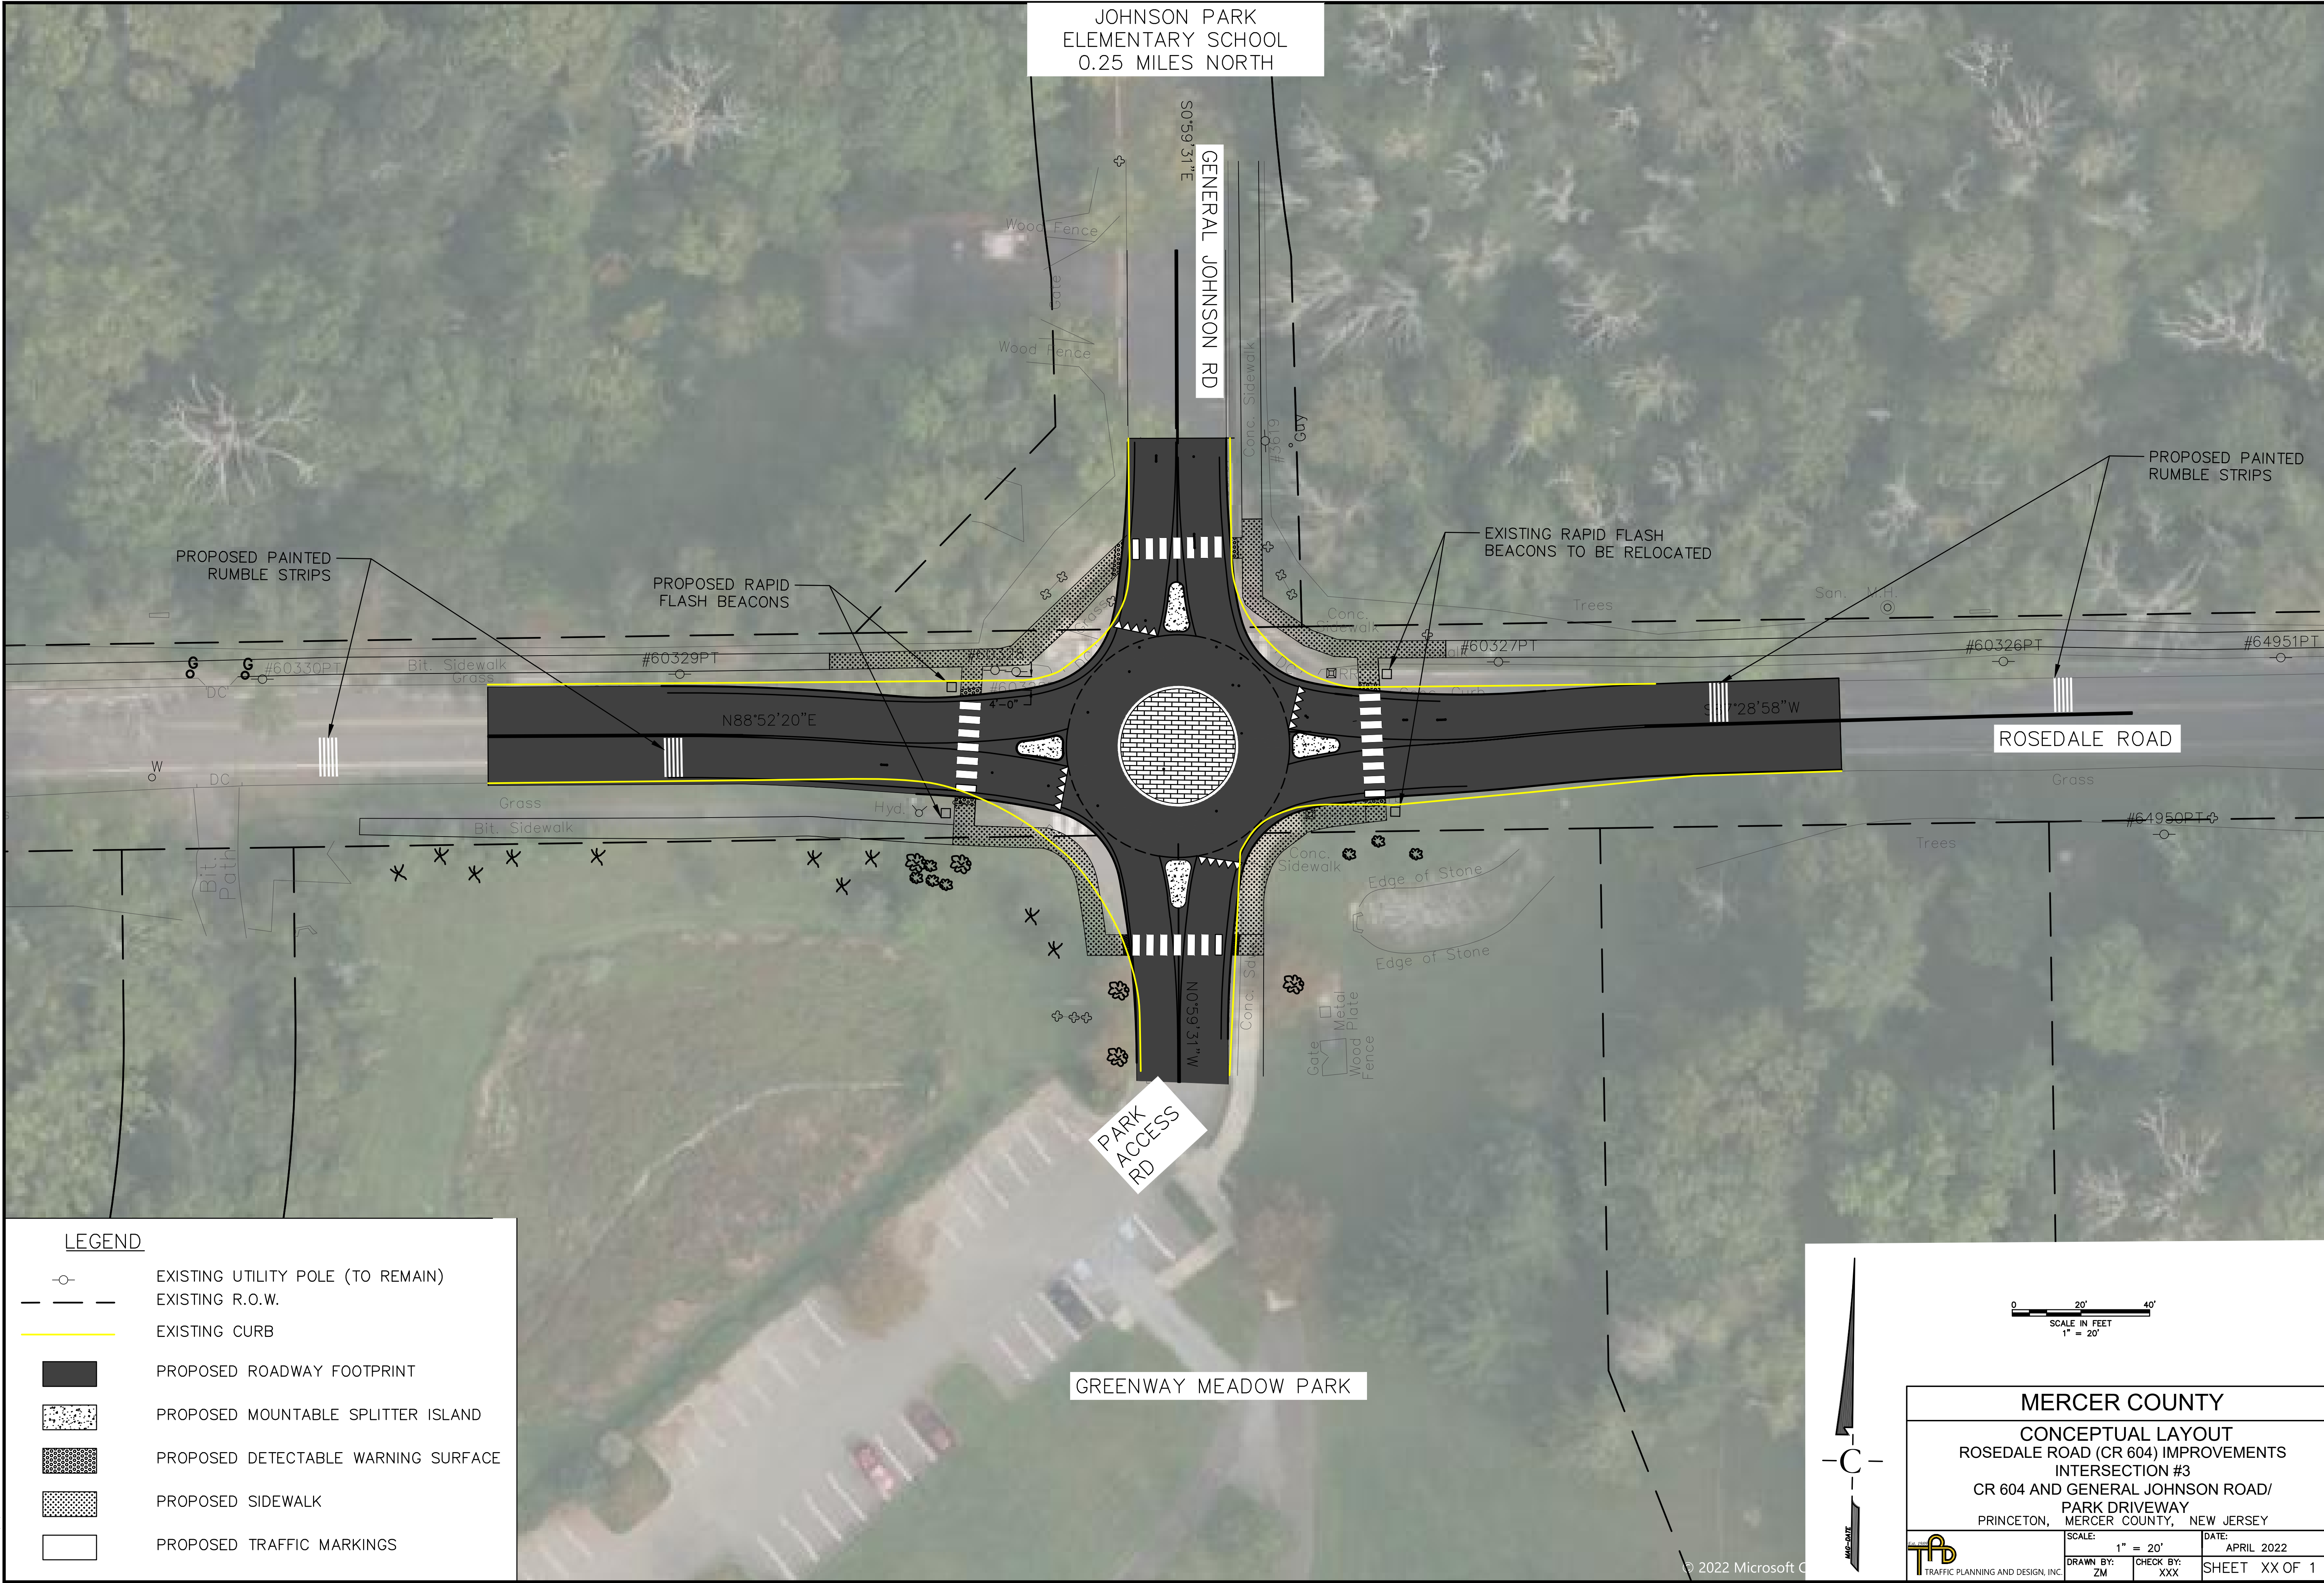 JOHNSON PARK
ELEMENTARY SCHOOL
0.25 MILES NORTH
S0°59'31"E
GENERAL JOHNSON RD
Wood Fence
Gate
Wood Fence
Conc. Sidewalk
#3619
Guy
PROPOSED PAINTED
RUMBLE STRIPS
EXISTING RAPID FLASH
BEACONS TO BE RELOCATED
PROPOSED PAINTED
RUMBLE STRIPS
PROPOSED RAPID
FLASH BEACONS
San. M.H.
Trees
Conc.
Sidewalk
Grass
G
G
#60330PT
DC
Bit. Sidewalk
Grass
#60329PT
#60327PT
#60326PT
#64951PT
DC
DC
Conc. Curb
4'-0"
N88°52'20"E
28'58"W
ROSEDALE ROAD
W
DC
Grass
Grass
Hyd.
Bit. Sidewalk
#64950PT
Trees
Bit.
Path
Conc.
Sidewalk
Edge of Stone
Edge of Stone
N0°59'31"W
Conc.
Gate
Metal
Plate
Wood
Fence
PARK
ACCESS
RD
GREENWAY MEADOW PARK
LEGEND
EXISTING UTILITY POLE (TO REMAIN)
EXISTING R.O.W.
EXISTING CURB
PROPOSED ROADWAY FOOTPRINT
PROPOSED MOUNTABLE SPLITTER ISLAND
PROPOSED DETECTABLE WARNING SURFACE
PROPOSED SIDEWALK
PROPOSED TRAFFIC MARKINGS
© 2022 Microsoft C
C
0 20' 40'
SCALE IN FEET
1" = 20'
MERCER COUNTY
CONCEPTUAL LAYOUT
ROSEDALE ROAD (CR 604) IMPROVEMENTS
INTERSECTION #3
CR 604 AND GENERAL JOHNSON ROAD/
PARK DRIVEWAY
PRINCETON, MERCER COUNTY, NEW JERSEY
TPD
TRAFFIC PLANNING AND DESIGN, INC.
SCALE:
1" = 20'
DATE:
APRIL 2022
DRAWN BY:
ZM
CHECK BY:
XXX
SHEET XX OF 1